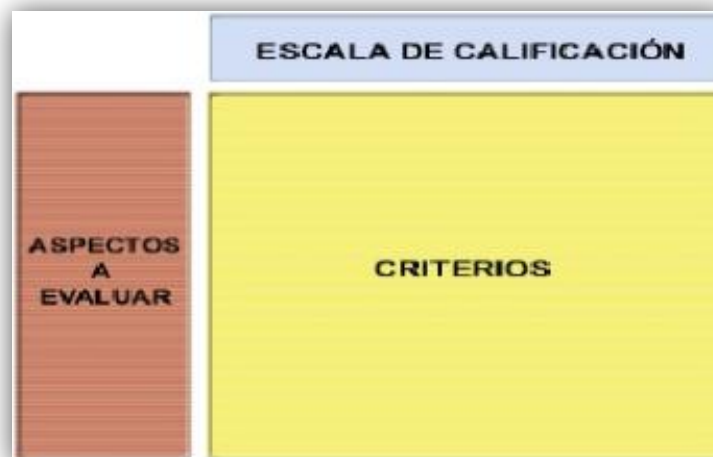 ESCALA DE CALIFICACIÓN
ASPECTOS
A
EVALUAR
CRITERIOS